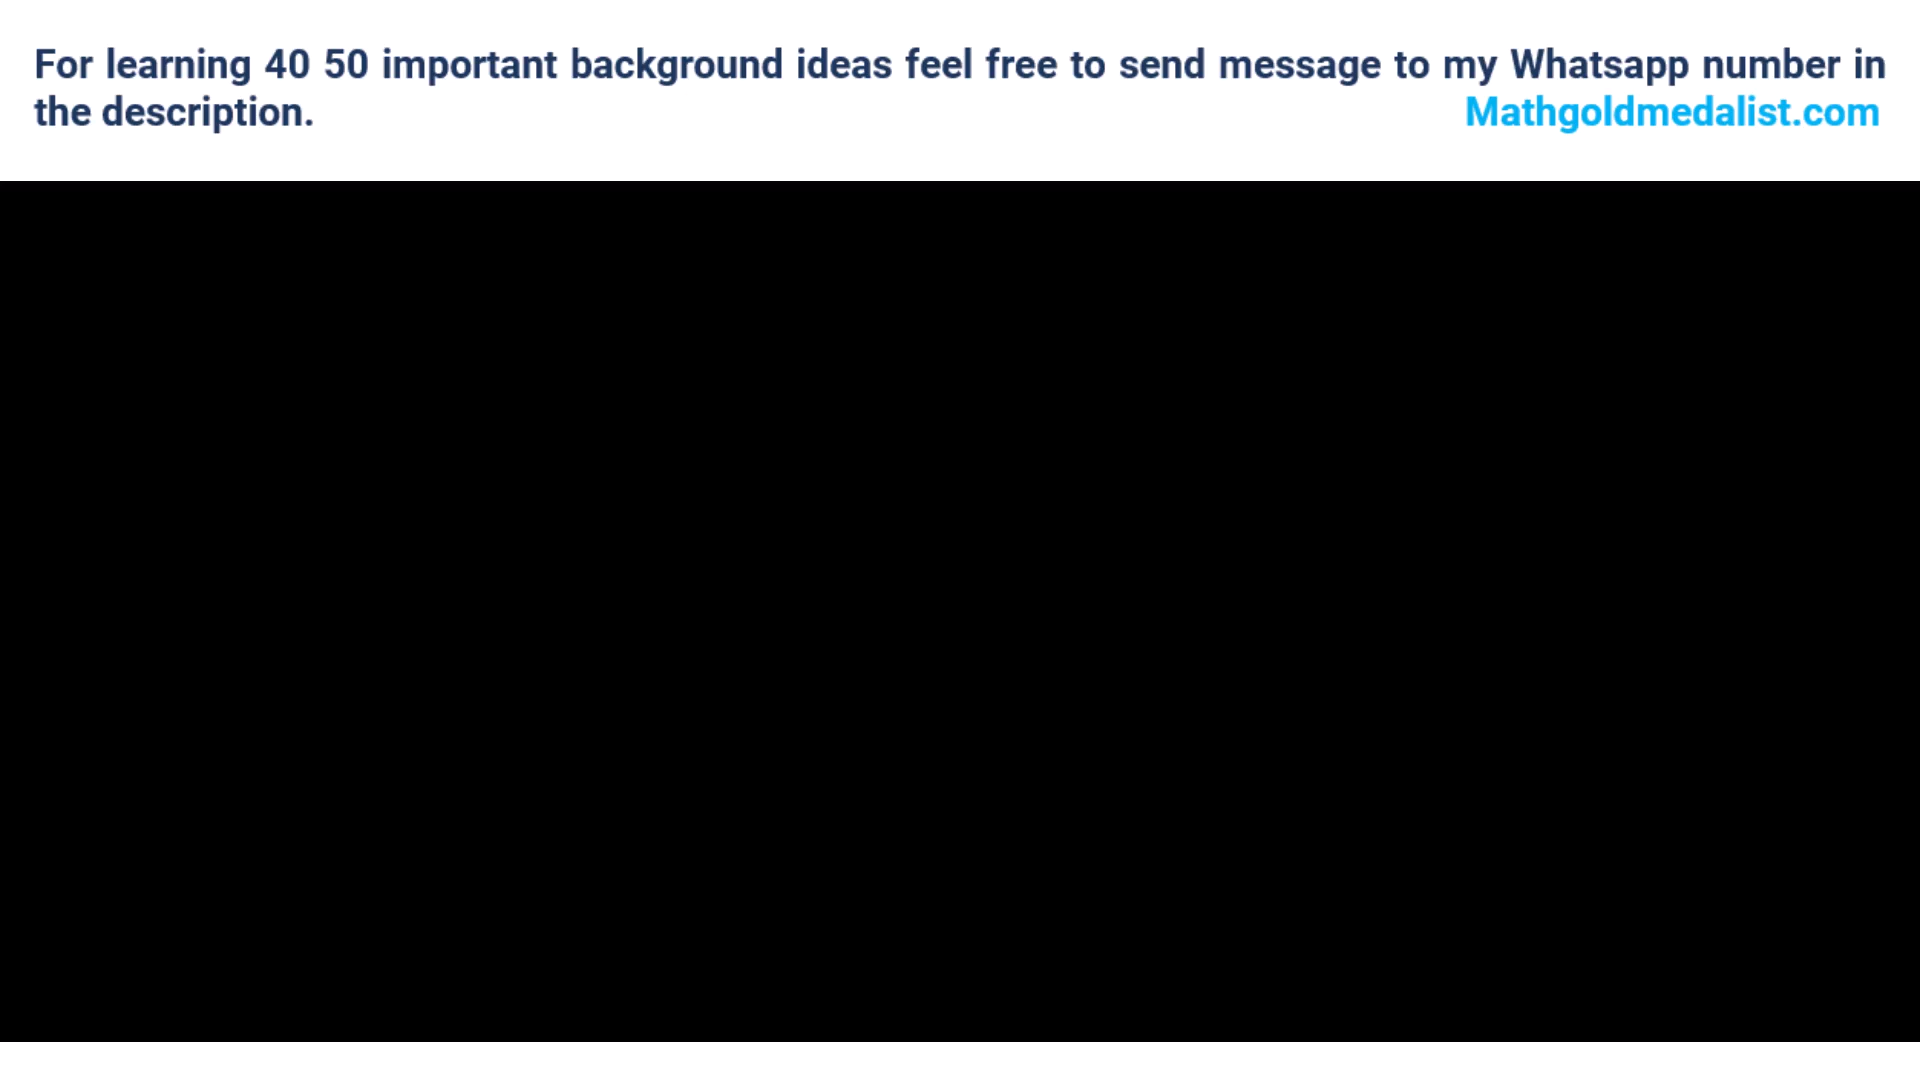 For learning 40 50 important background ideas feel free to send message to my Whatsapp number in
the description. Mathgoldmedalist.com